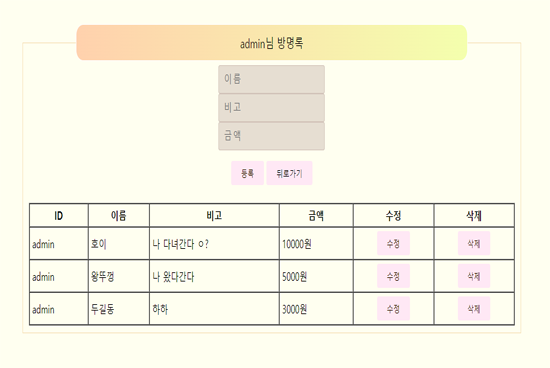 admin님 방명록
이름
비고
금액
등록 뒤로가기
ID 이름 비고 금액 수정 삭제
admin 호이 나 다녀간다 ㅇ? 10000원 수정 삭제
admin 왕뚜껑 나 왔다간다 5000원 수정 삭제
admin 두길동 하하 3000원 수정 삭제